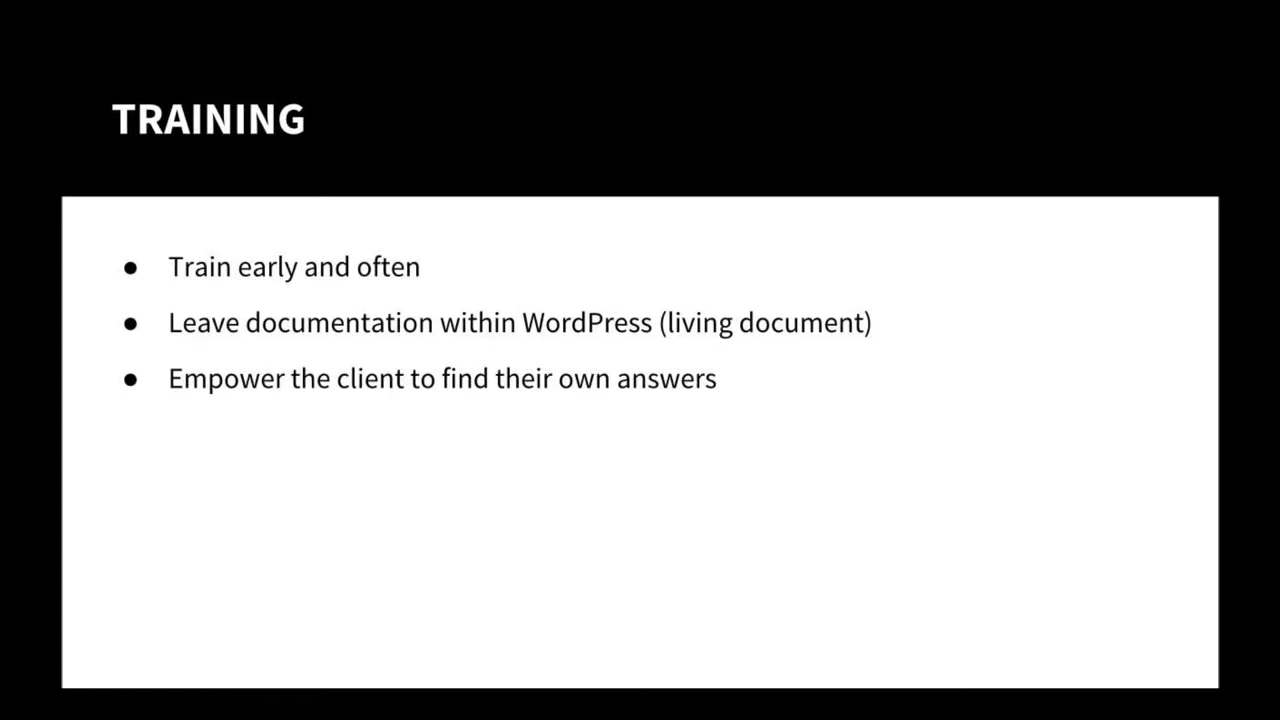 TRAINING
● Train early and often
● Leave documentation within WordPress (living document)
● Empower the client to find their own answers